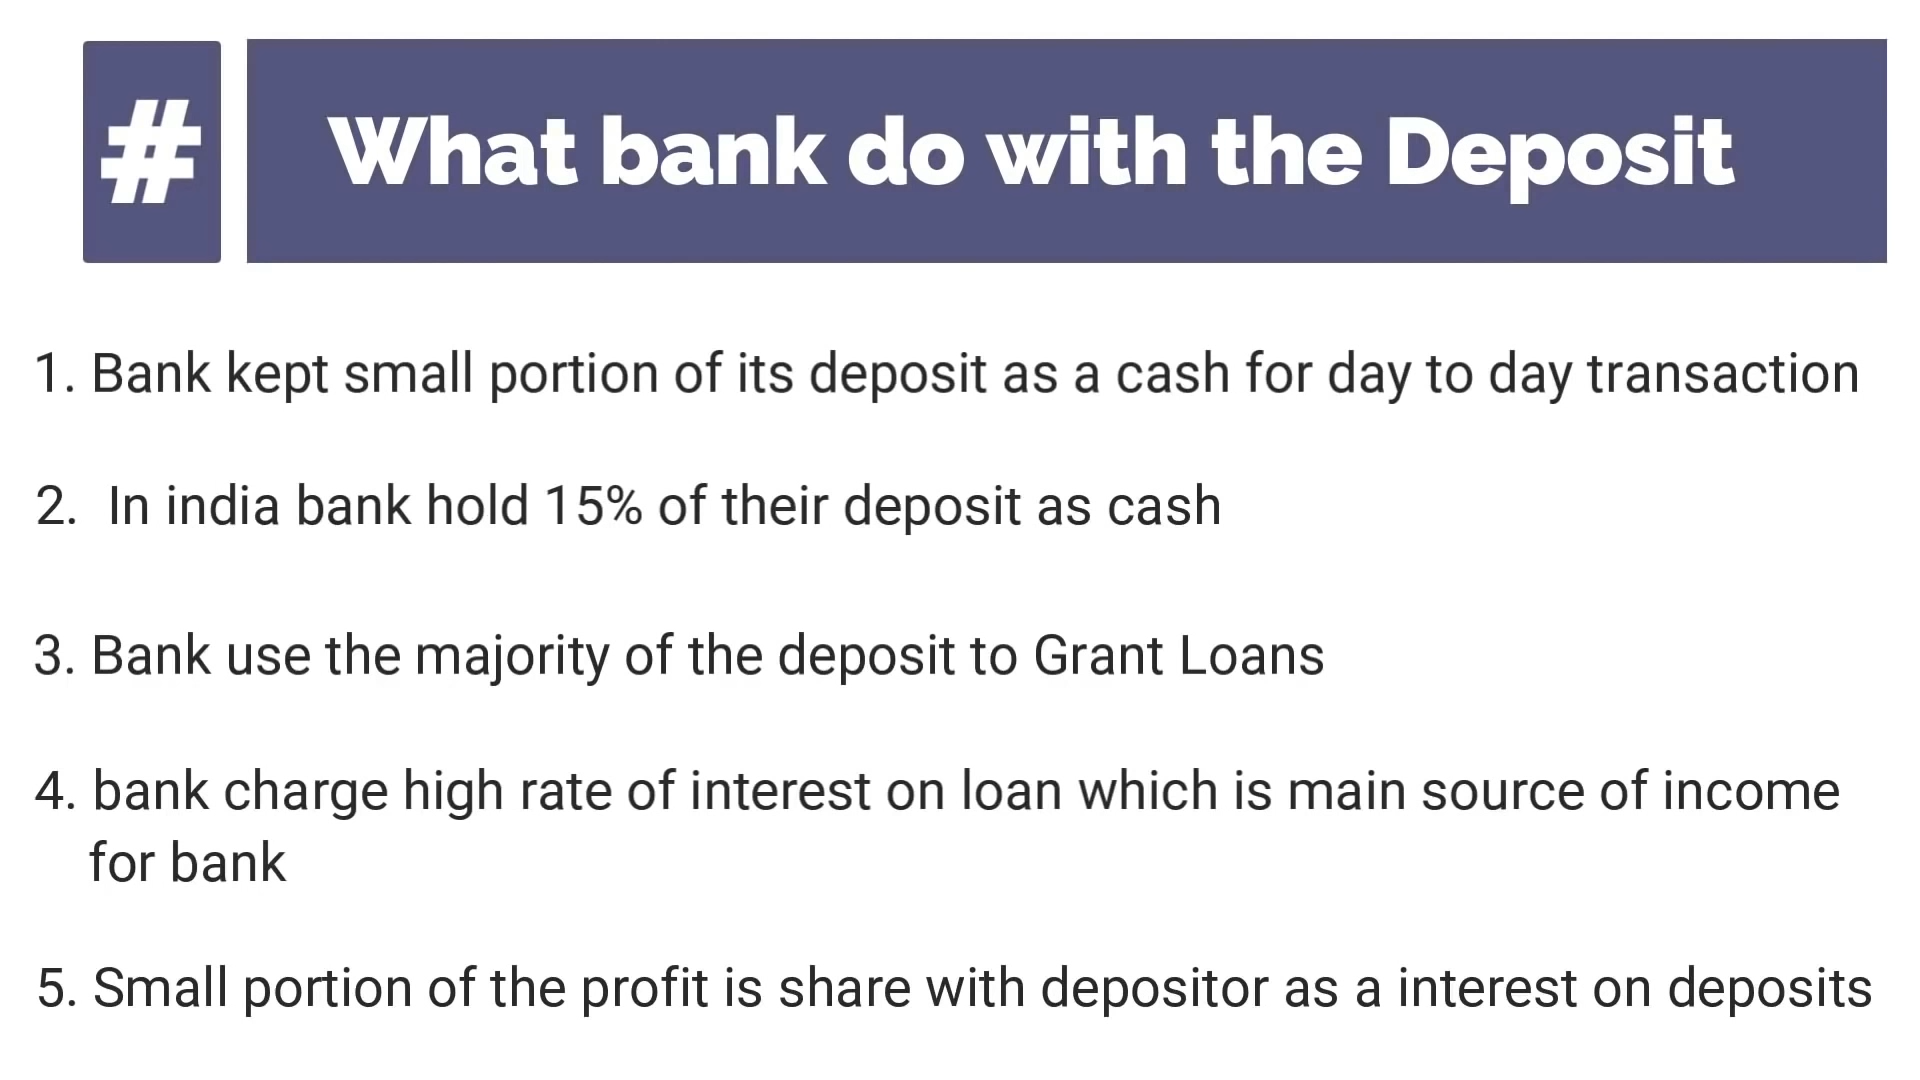 # What bank do with the Deposit
1. Bank kept small portion of its deposit as a cash for day to day transaction
2. In india bank hold 15% of their deposit as cash
3. Bank use the majority of the deposit to Grant Loans
4. bank charge high rate of interest on loan which is main source of income
for bank
5. Small portion of the profit is share with depositor as a interest on deposits